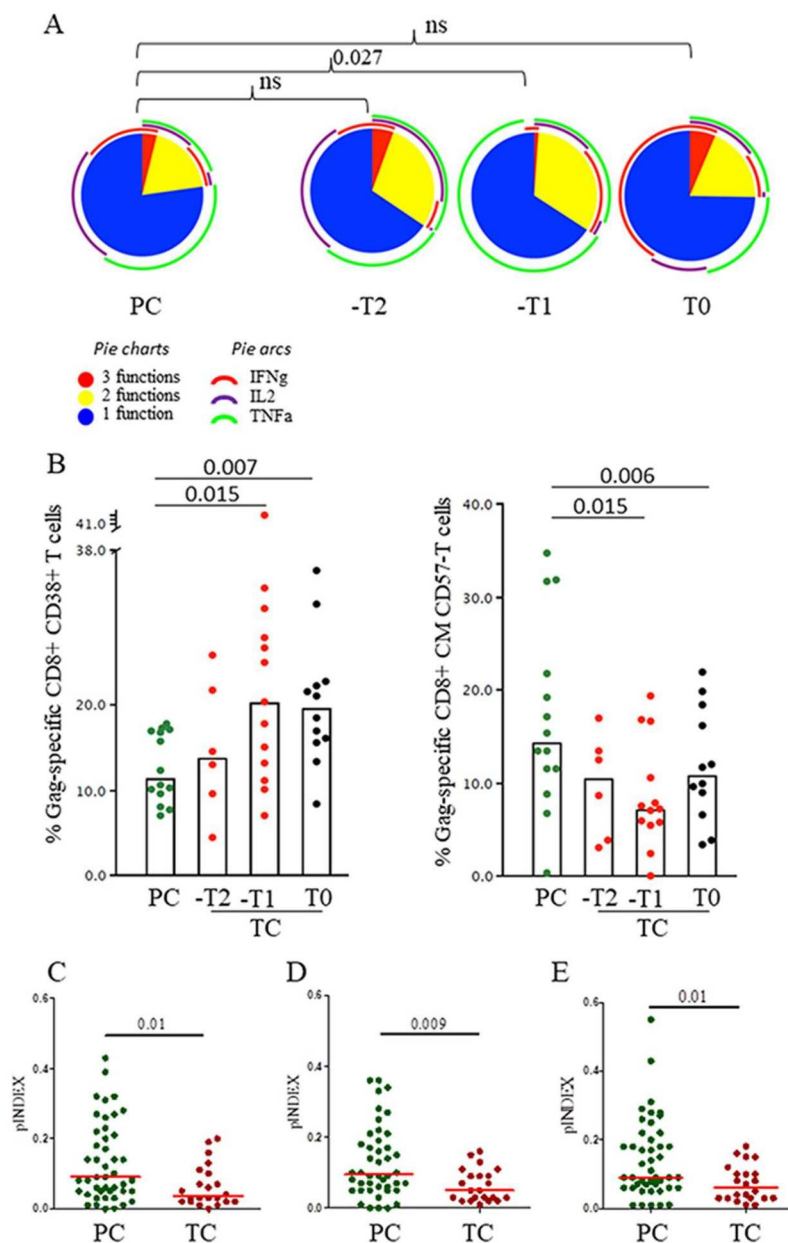 A
ns
0.027
ns
PC -T2 -T1 T0
Pie charts Pie arcs
3 functions IFNg
2 functions IL2
1 function TNFa
B
0.007
0.015
41.0
38.0
20.0
10.0
0.0
% Gag-specific CD8+ CD38+ T cells
PC -T2 -T1 T0
TC
0.006
0.015
40.0
30.0
20.0
10.0
0.0
% Gag-specific CD8+ CM CD57-T cells
PC -T2 -T1 T0
TC
C
0.01
0.6
0.4
0.2
0.0
pINDEX
PC TC
D
0.009
0.6
0.4
0.2
0.0
pINDEX
PC TC
E
0.01
0.6
0.4
0.2
0.0
pINDEX
PC TC